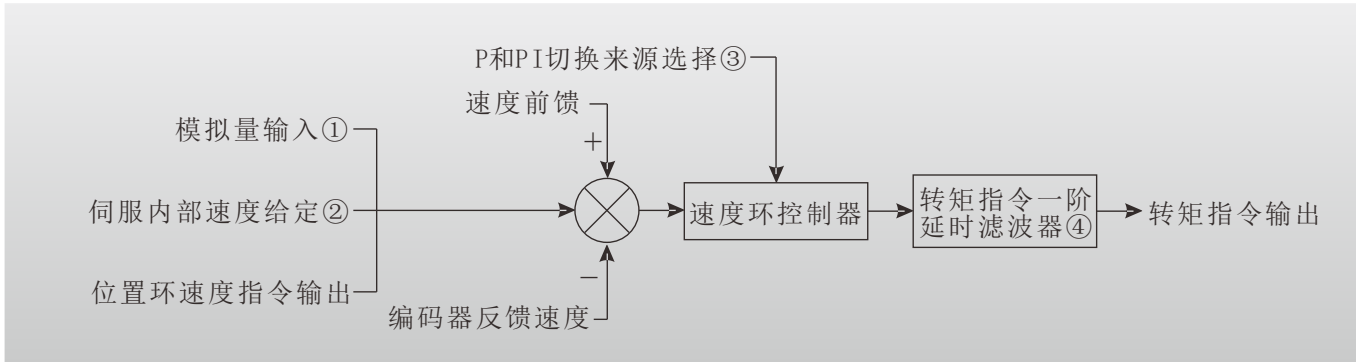 P和PI切换来源选择③
速度前馈
模拟量输入①
+
伺服内部速度给定②
速度环控制器
转矩指令一阶
延时滤波器④
转矩指令输出
位置环速度指令输出
−
编码器反馈速度